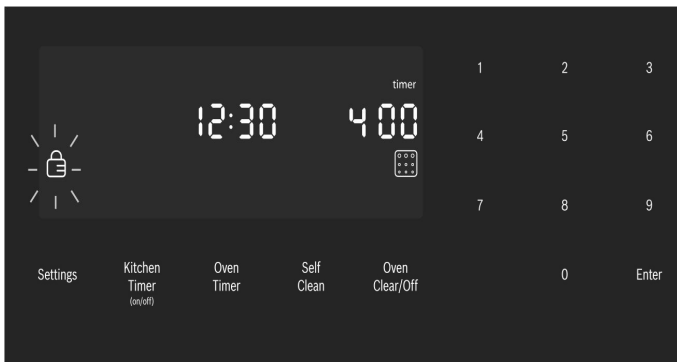 timer
12:30 4 00
1 2 3
4 5 6
7 8 9
0 Enter
Settings
Kitchen
Timer
(on/off)
Oven
Timer
Self
Clean
Oven
Clear/Off